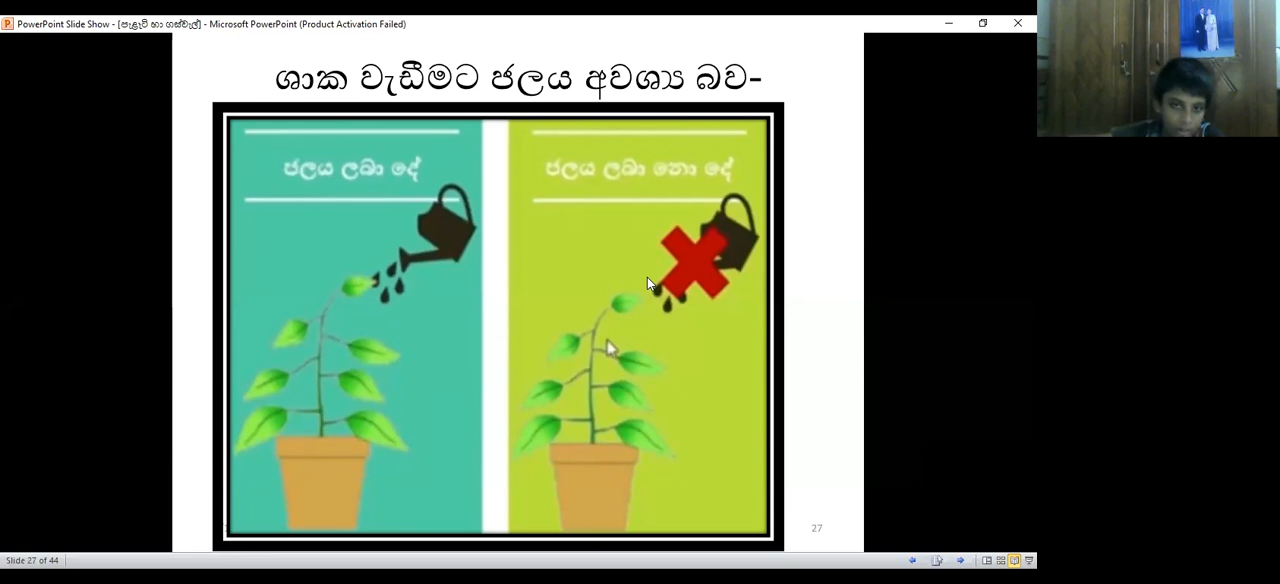 PowerPoint Slide Show - [පැළෑටි හා ගස්වැල්] - Microsoft PowerPoint (Product Activation Failed)
ශාක වැඩීමට ජලය අවශ්‍ය බව-
ජලය ලබා දේ
ජලය ලබා නො දේ
27
Slide 27 of 44